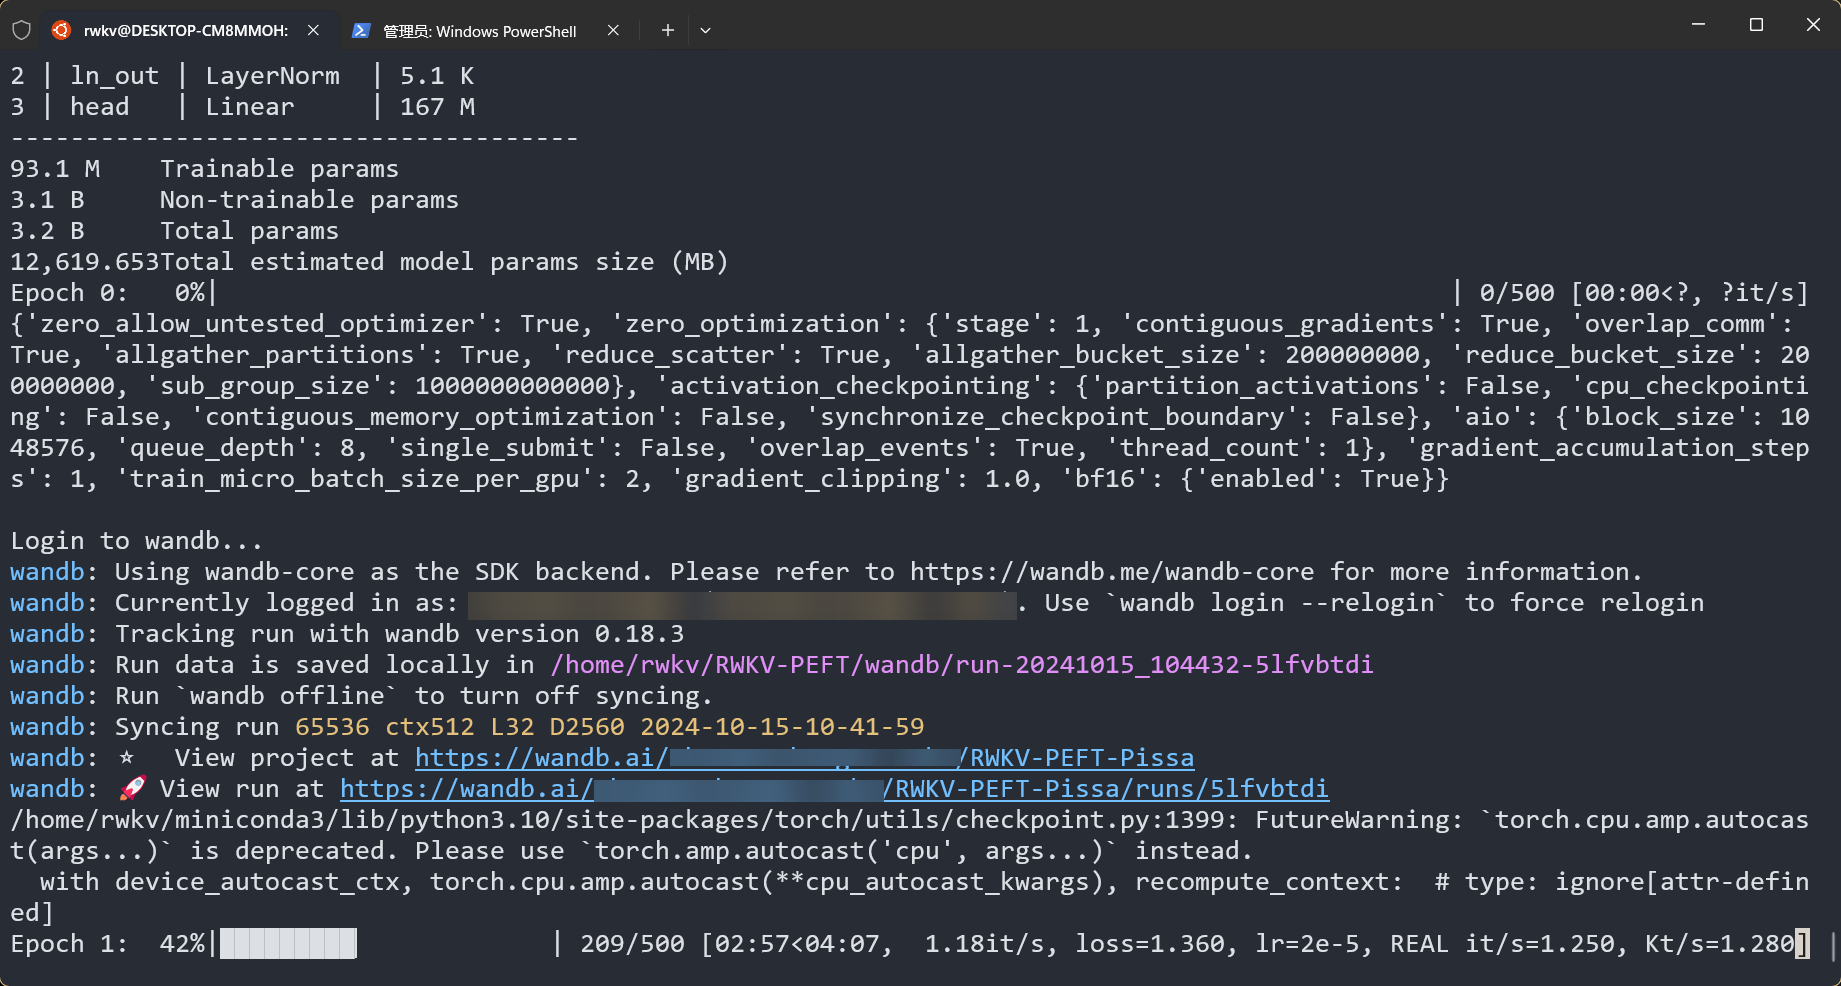 rwkv@DESKTOP-CM8MMOH: 管理员: Windows PowerShell
2 | ln_out | LayerNorm | 5.1 K
3 | head | Linear | 167 M
--------------------------------------
93.1 M Trainable params
3.1 B Non-trainable params
3.2 B Total params
12,619.653Total estimated model params size (MB)
Epoch 0: 0%| | 0/500 [00:00<?, ?it/s]
{'zero_allow_untested_optimizer': True, 'zero_optimization': {'stage': 1, 'contiguous_gradients': True, 'overlap_comm':
True, 'allgather_partitions': True, 'reduce_scatter': True, 'allgather_bucket_size': 200000000, 'reduce_bucket_size': 20
0000000, 'sub_group_size': 1000000000000}, 'activation_checkpointing': {'partition_activations': False, 'cpu_checkpointi
ng': False, 'contiguous_memory_optimization': False, 'synchronize_checkpoint_boundary': False}, 'aio': {'block_size': 10
48576, 'queue_depth': 8, 'single_submit': False, 'overlap_events': True, 'thread_count': 1}, 'gradient_accumulation_step
s': 1, 'train_micro_batch_size_per_gpu': 2, 'gradient_clipping': 1.0, 'bf16': {'enabled': True}}
Login to wandb...
wandb: Using wandb-core as the SDK backend. Please refer to https://wandb.me/wandb-core for more information.
wandb: Currently logged in as: . Use `wandb login --relogin` to force relogin
wandb: Tracking run with wandb version 0.18.3
wandb: Run data is saved locally in /home/rwkv/RWKV-PEFT/wandb/run-20241015_104432-5lfvbtdi
wandb: Run `wandb offline` to turn off syncing.
wandb: Syncing run 65536 ctx512 L32 D2560 2024-10-15-10-41-59
wandb: ⭐ View project at https://wandb.ai/ /RWKV-PEFT-Pissa
wandb: 🚀 View run at https://wandb.ai/ /RWKV-PEFT-Pissa/runs/5lfvbtdi
/home/rwkv/miniconda3/lib/python3.10/site-packages/torch/utils/checkpoint.py:1399: FutureWarning: `torch.cpu.amp.autocas
t(args...)` is deprecated. Please use `torch.amp.autocast('cpu', args...)` instead.
with device_autocast_ctx, torch.cpu.amp.autocast(**cpu_autocast_kwargs), recompute_context: # type: ignore[attr-defin
ed]
Epoch 1: 42%| | 209/500 [02:57<04:07, 1.18it/s, loss=1.360, lr=2e-5, REAL it/s=1.250, Kt/s=1.280]